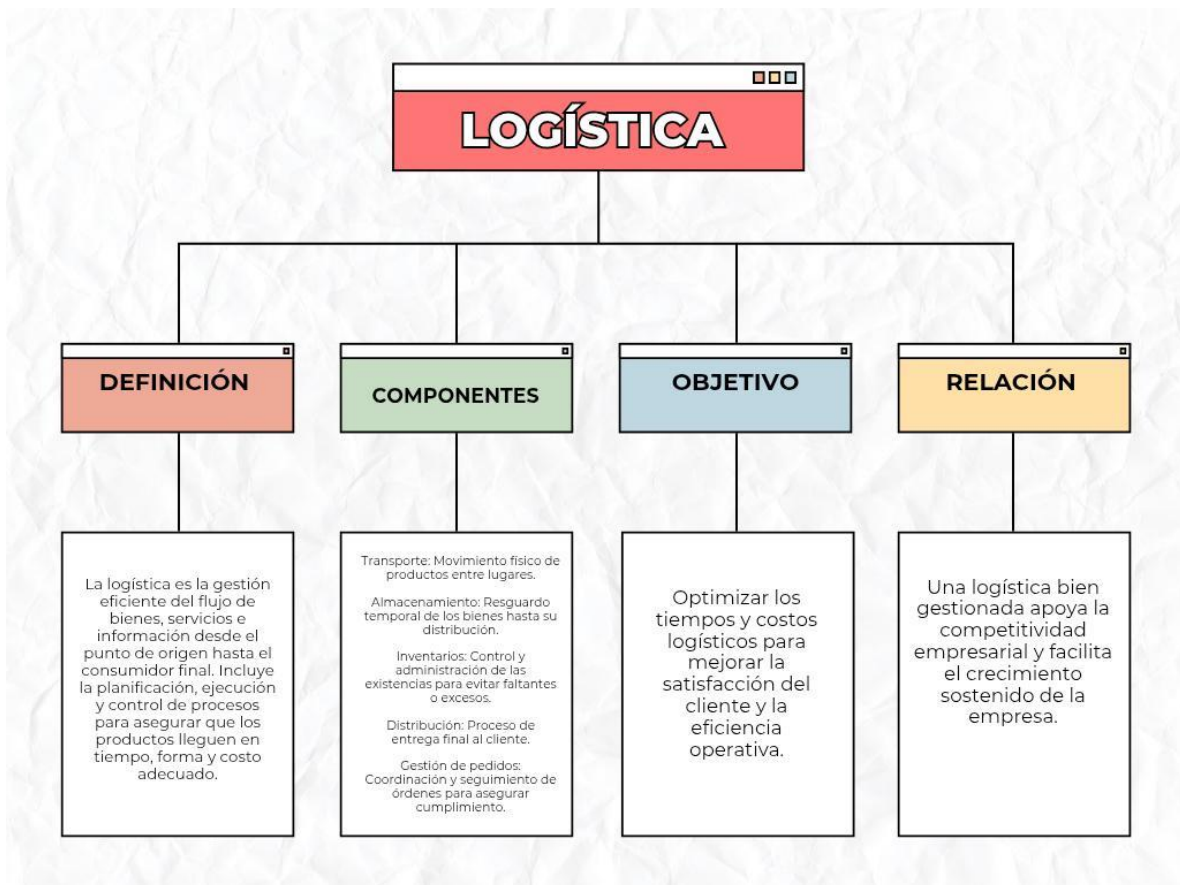 LOGÍSTICA
DEFINICIÓN
La logística es la gestión
eficiente del flujo de
bienes, servicios e
información desde el
punto de origen hasta el
consumidor final. Incluye
la planificación, ejecución
y control de procesos
para asegurar que los
productos lleguen en
tiempo, forma y costo
adecuado.
COMPONENTES
Transporte: Movimiento físico de
productos entre lugares.
Almacenamiento: Resguardo
temporal de los bienes hasta su
distribución.
Inventarios: Control y
administración de las
existencias para evitar faltantes
o excesos.
Distribución: Proceso de
entrega final al cliente.
Gestión de pedidos:
Coordinación y seguimiento de
órdenes para asegurar
cumplimiento.
OBJETIVO
Optimizar los
tiempos y costos
logísticos para
mejorar la
satisfacción del
cliente y la
eficiencia
operativa.
RELACIÓN
Una logística bien
gestionada apoya la
competitividad
empresarial y facilita
el crecimiento
sostenido de la
empresa.